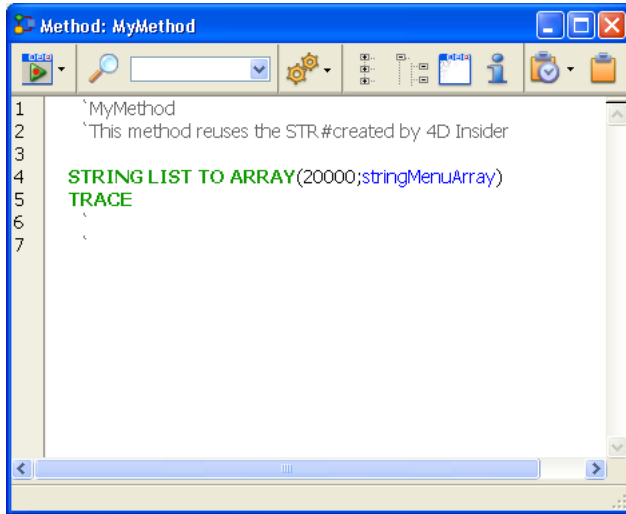 Method: MyMethod
1 `MyMethod
2 `This method reuses the STR#created by 4D Insider
3
4 STRING LIST TO ARRAY(20000;stringMenuArray)
5 TRACE
6 `
7 `